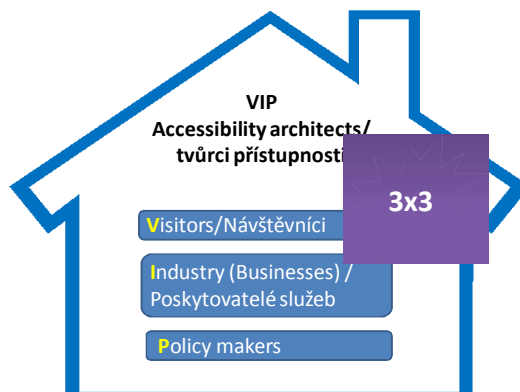 VIP
Accessibility architects/
tvůrci přístupnosti
3x3
Visitors/Návštěvníci
Industry (Businesses) /
Poskytovatelé služeb
Policy makers